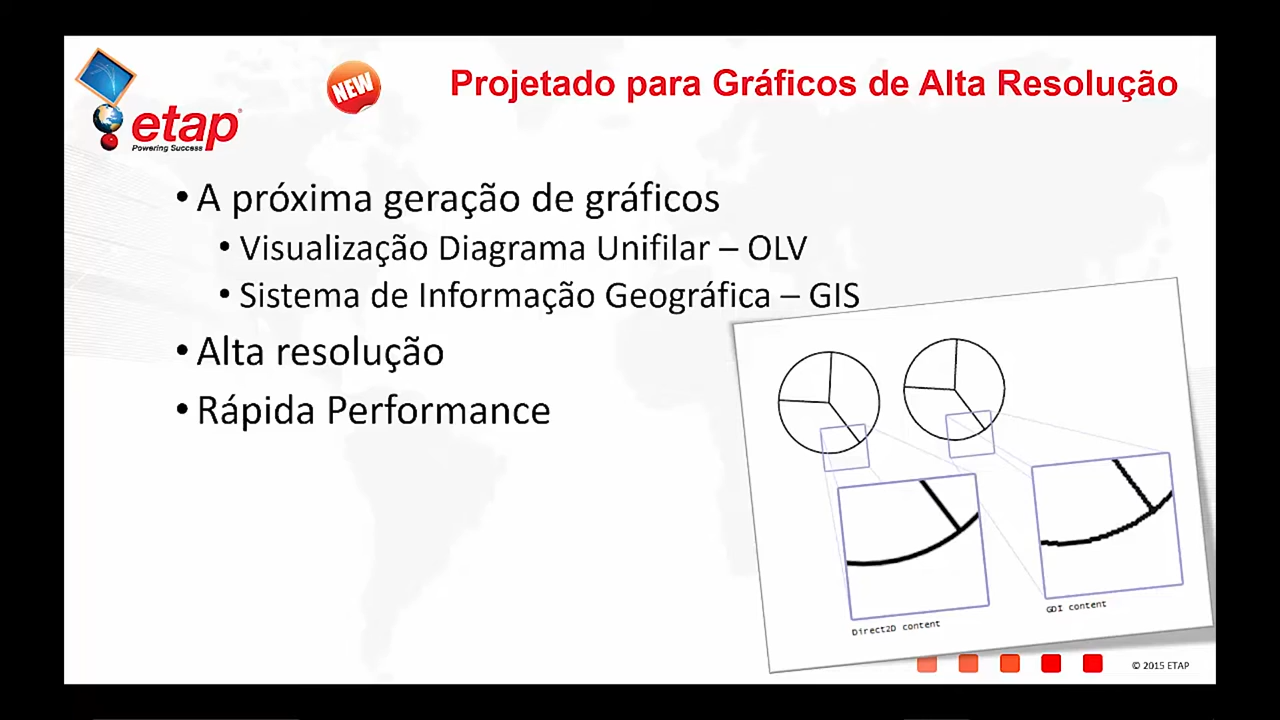 etap
Powering Success
NEW
Projetado para Gráficos de Alta Resolução
• A próxima geração de gráficos
• Visualização Diagrama Unifilar – OLV
• Sistema de Informação Geográfica – GIS
• Alta resolução
• Rápida Performance
Direct2D content
GDI content
© 2015 ETAP